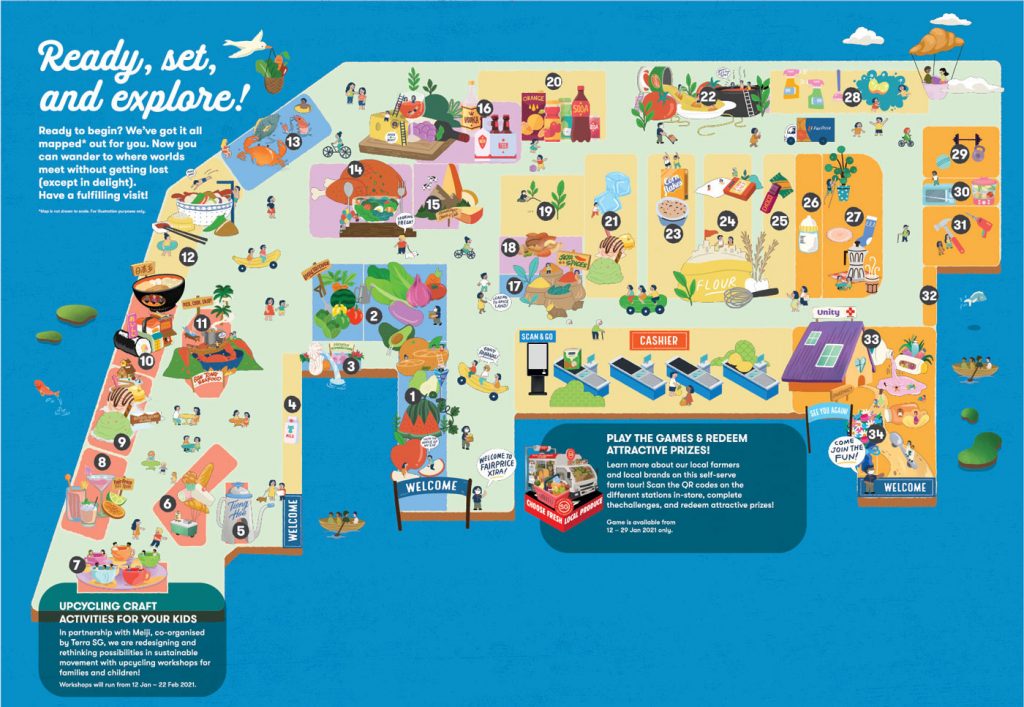 Ready, set,
and explore!
Ready to begin? We've got it all
mapped* out for you. Now you
can wander to where worlds
meet without getting lost
(except in delight).
Have a fulfilling visit!
*Map is not drawn to scale. For illustration purposes only.
20
ORANGE
SODA
16
VODKA
BEER
22
28
FairPrice
13
29
14
15
30
COMING
FRESH!
12
19
21
Corn
flakes
23
24
25
26
27
31
FLOUR
18
17
2
3
11
10
32
SCAN & GO
CASHIER
Unity
33
1
4
9
8
SEE YOU AGAIN!
34
COME
JOIN THE
FUN!
WELCOME
WELCOME TO
FAIRPRICE
XTRA!
WELCOME
WELCOME
6
5
7
CHOOSE FRESH LOCAL PRODUCE
SG
PLAY THE GAMES & REDEEM
ATTRACTIVE PRIZES!
Learn more about our local farmers
and local brands on this self-serve
farm tour! Scan the QR codes on the
different stations in-store, complete
thechallenges, and redeem attractive prizes!
Game is available from
12 – 29 Jan 2021 only.
UPCYCLING CRAFT
ACTIVITIES FOR YOUR KIDS
In partnership with Meiji, co-organised
by Terra SG, we are redesigning and
rethinking possibilities in sustainable
movement with upcycling workshops for
families and children!
Workshops will run from 12 Jan – 22 Feb 2021.